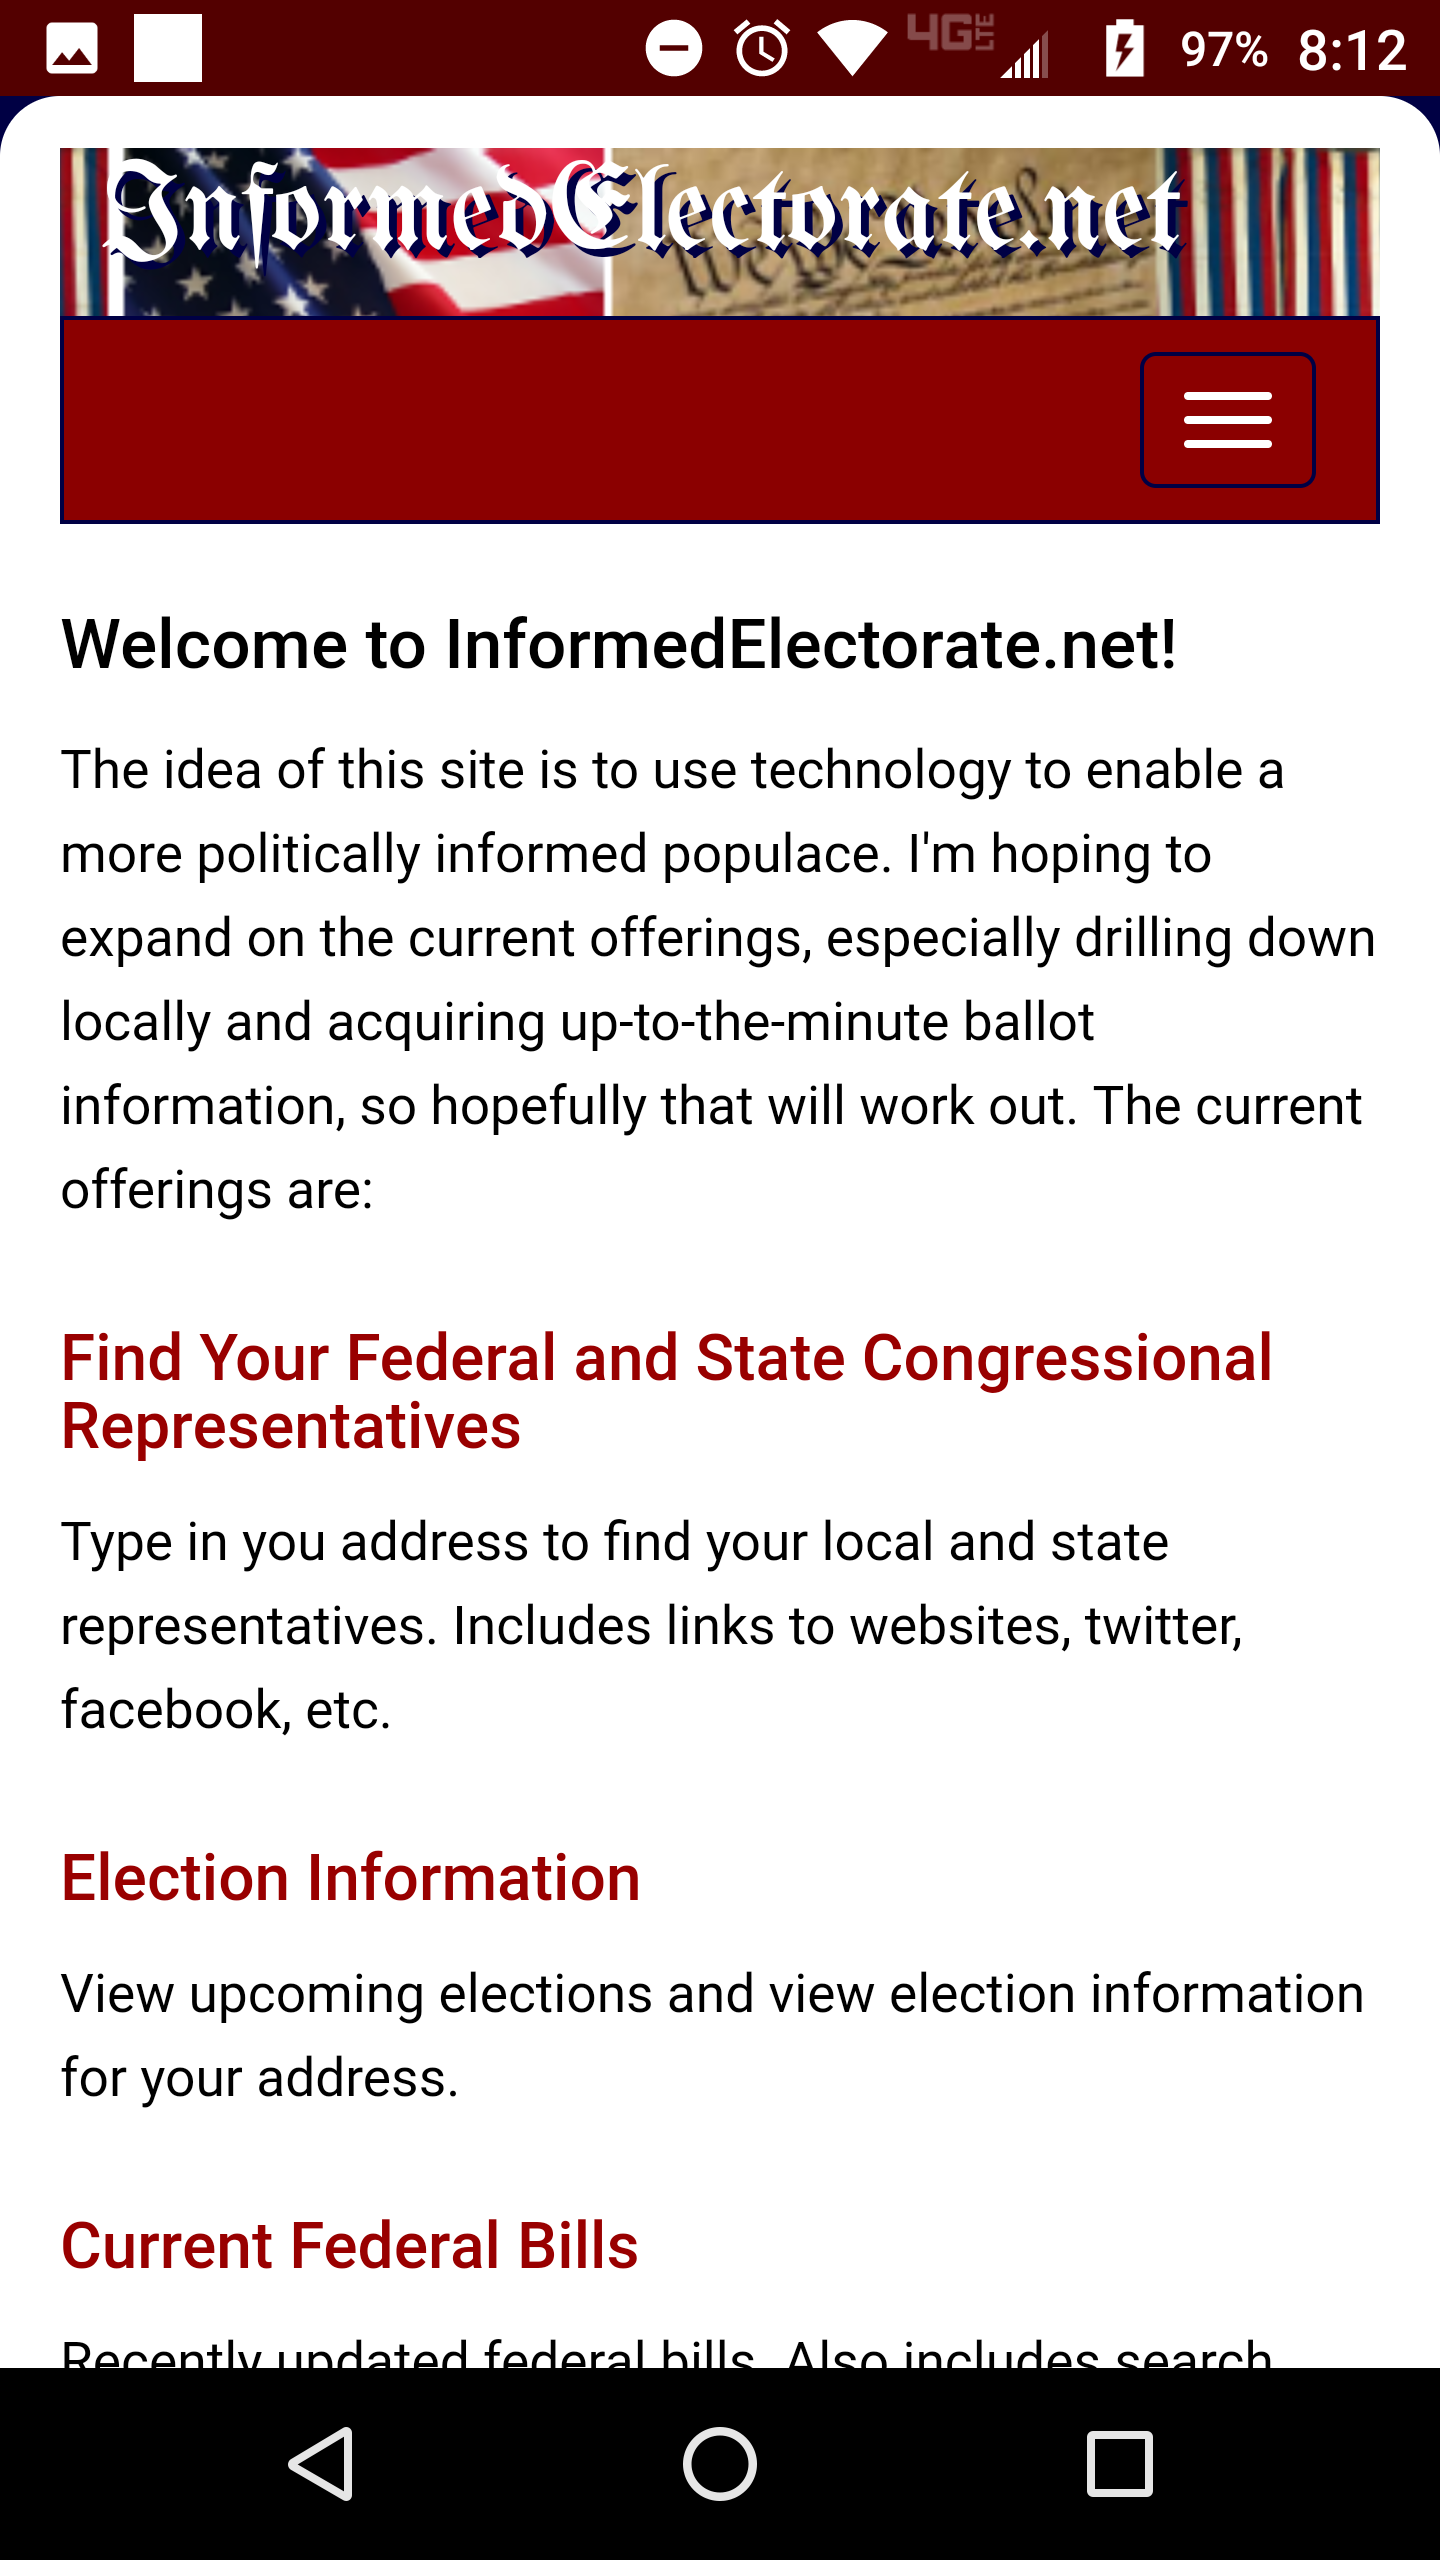 4G LTE 97% 8:12
InformedElectorate.net
We the People
Welcome to InformedElectorate.net!
The idea of this site is to use technology to enable a
more politically informed populace. I'm hoping to
expand on the current offerings, especially drilling down
locally and acquiring up-to-the-minute ballot
information, so hopefully that will work out. The current
offerings are:
Find Your Federal and State Congressional
Representatives
Type in you address to find your local and state
representatives. Includes links to websites, twitter,
facebook, etc.
Election Information
View upcoming elections and view election information
for your address.
Current Federal Bills
Recently updated federal bills. Also includes search